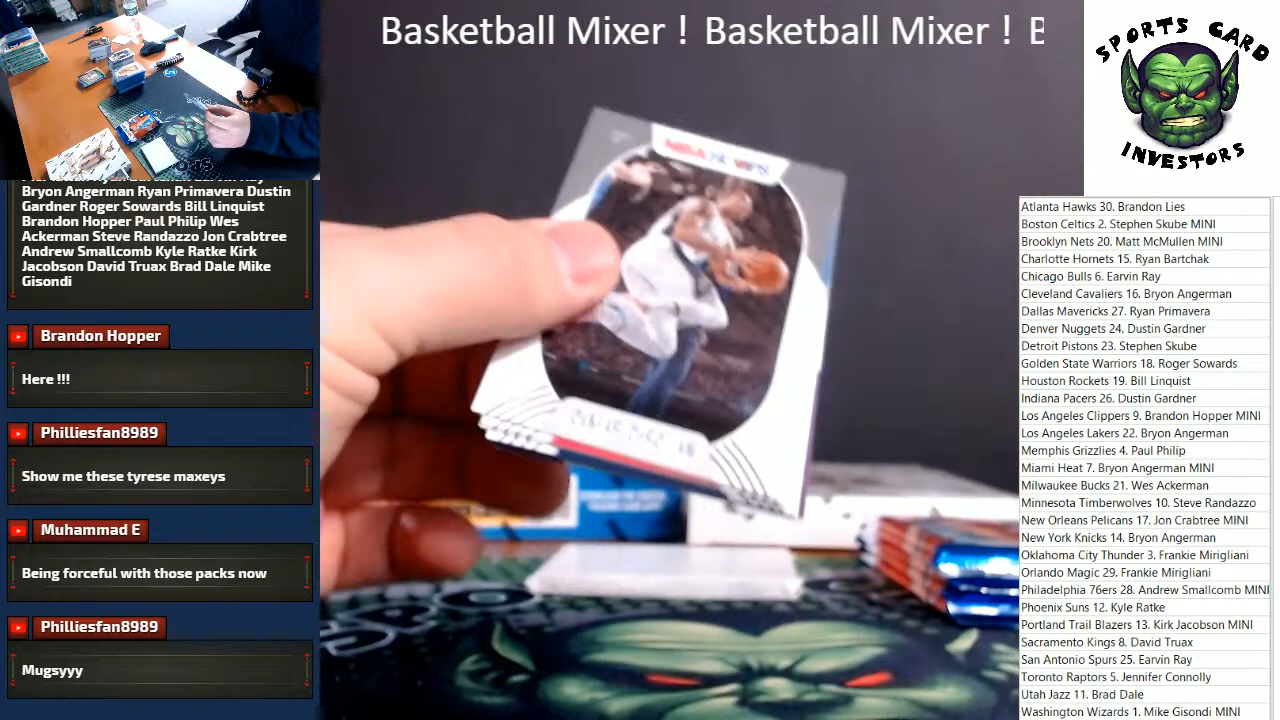 Basketball Mixer ! Basketball Mixer ! B
SPORTS CARD
INVESTORS
Bryon Angerman Ryan Primavera Dustin
Gardner Roger Sowards Bill Linquist
Brandon Hopper Paul Philip Wes
Ackerman Steve Randazzo Jon Crabtree
Andrew Smallcomb Kyle Ratke Kirk
Jacobson David Truax Brad Dale Mike
Gisondi
Brandon Hopper
Here !!!
Philliesfan8989
Show me these tyrese maxeys
Muhammad E
Being forceful with those packs now
Philliesfan8989
Mugsyyy
NBA HOOPS
Atlanta Hawks 30. Brandon Lies
Boston Celtics 2. Stephen Skube MINI
Brooklyn Nets 20. Matt McMullen MINI
Charlotte Hornets 15. Ryan Bartchak
Chicago Bulls 6. Earvin Ray
Cleveland Cavaliers 16. Bryon Angerman
Dallas Mavericks 27. Ryan Primavera
Denver Nuggets 24. Dustin Gardner
Detroit Pistons 23. Stephen Skube
Golden State Warriors 18. Roger Sowards
Houston Rockets 19. Bill Linquist
Indiana Pacers 26. Dustin Gardner
Los Angeles Clippers 9. Brandon Hopper MINI
Los Angeles Lakers 22. Bryon Angerman
Memphis Grizzlies 4. Paul Philip
Miami Heat 7. Bryon Angerman MINI
Milwaukee Bucks 21. Wes Ackerman
Minnesota Timberwolves 10. Steve Randazzo
New Orleans Pelicans 17. Jon Crabtree MINI
New York Knicks 14. Bryon Angerman
Oklahoma City Thunder 3. Frankie Mirigliani
Orlando Magic 29. Frankie Mirigliani
Philadelphia 76ers 28. Andrew Smallcomb MINI
Phoenix Suns 12. Kyle Ratke
Portland Trail Blazers 13. Kirk Jacobson MINI
Sacramento Kings 8. David Truax
San Antonio Spurs 25. Earvin Ray
Toronto Raptors 5. Jennifer Connolly
Utah Jazz 11. Brad Dale
Washington Wizards 1. Mike Gisondi MINI